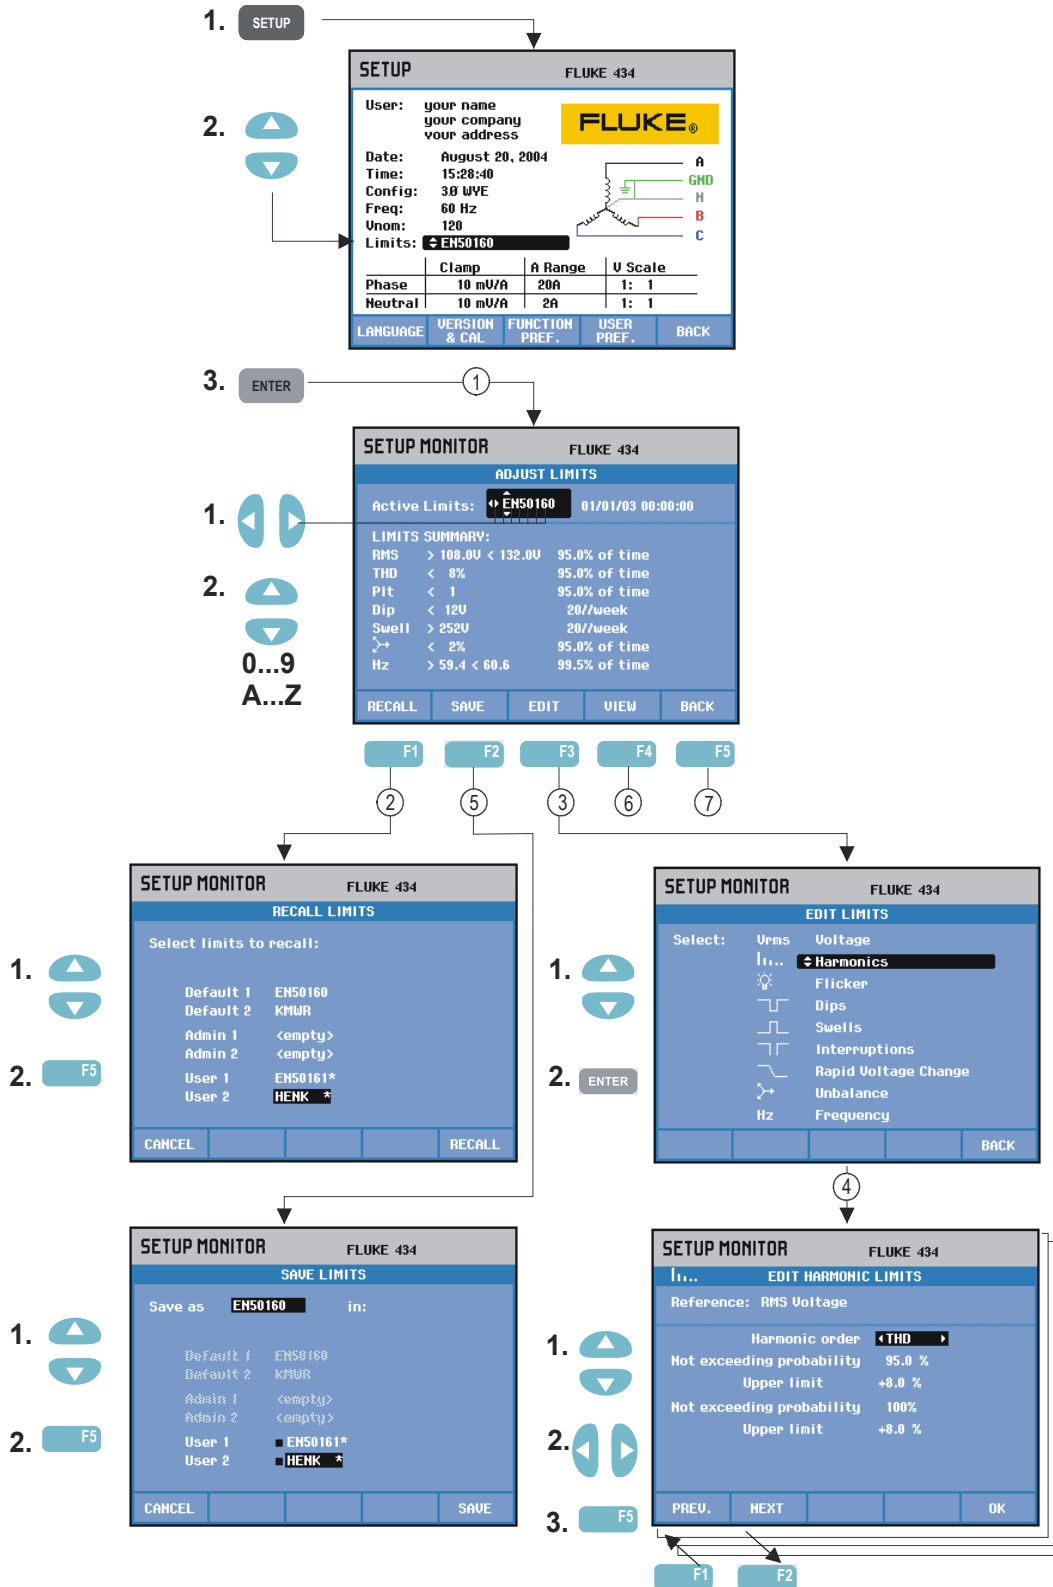 1. SETUP
SETUP FLUKE 434
User: your name
your company
your address
FLUKE®
2.
Date: August 20, 2004
Time: 15:28:40
Config: 3Ø WYE
Freq: 60 Hz
Vnom: 120
Limits: EN50160
A
GND
N
B
C
Clamp A Range V Scale
Phase 10 mV/A 20A 1: 1
Neutral 10 mV/A 2A 1: 1
LANGUAGE VERSION & CAL FUNCTION PREF. USER PREF. BACK
3. ENTER 1
SETUP MONITOR FLUKE 434
ADJUST LIMITS
1.
Active Limits: EN50160 01/01/03 00:00:00
LIMITS SUMMARY:
RMS > 108.0V < 132.0V 95.0% of time
THD < 8% 95.0% of time
Plt < 1 95.0% of time
Dip < 12V 20//week
Swell > 252V 20//week
< 2% 95.0% of time
Hz > 59.4 < 60.6 99.5% of time
2.
0...9
A...Z
RECALL SAVE EDIT VIEW BACK
F1 F2 F3 F4 F5
2 5 3 6 7
SETUP MONITOR FLUKE 434
RECALL LIMITS
Select limits to recall:
1.
Default 1 EN50160
Default 2 KMWR
Admin 1 <empty>
Admin 2 <empty>
User 1 EN50161*
User 2 HENK *
2. F5
CANCEL RECALL
SETUP MONITOR FLUKE 434
EDIT LIMITS
Select: Vrms Voltage
Harmonics
Flicker
Dips
Swells
Interruptions
Rapid Voltage Change
Unbalance
Hz Frequency
1.
2. ENTER
BACK
4
SETUP MONITOR FLUKE 434
SAVE LIMITS
Save as EN50160 in:
1.
Default 1 EN50160
Default 2 KMWR
Admin 1 <empty>
Admin 2 <empty>
User 1 EN50161*
User 2 HENK *
2. F5
CANCEL SAVE
SETUP MONITOR FLUKE 434
EDIT HARMONIC LIMITS
Reference: RMS Voltage
Harmonic order THD
Not exceeding probability 95.0 %
Upper limit +8.0 %
Not exceeding probability 100%
Upper limit +8.0 %
1.
2.
3. F5
PREV. NEXT OK
F1 F2